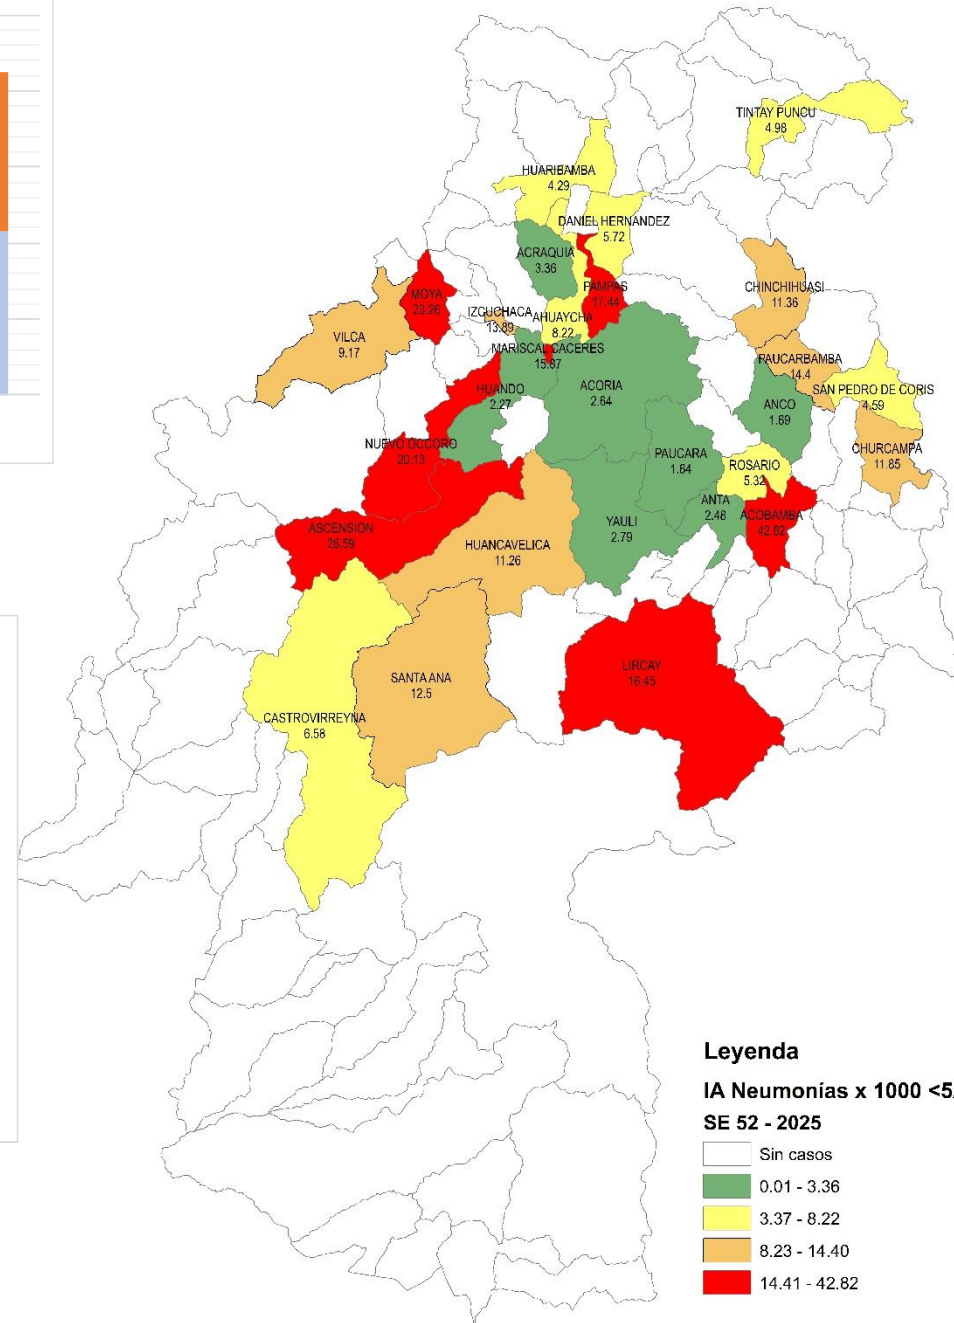 TINTAY PUNCU
4.98
HUARIBAMBA
4.29
DANIEL HERNANDEZ
5.72
ACRAQUIA
3.36
PAMPAS
17.44
CHINCHIHUASI
11.36
MOYA
23.26
IZCUCHACA
13.89
AHUAYCHA
8.22
VILCA
9.17
MARISCAL CACERES
15.87
PAUCARBAMBA
14.4
HUANDO
2.27
ACORIA
2.64
SAN PEDRO DE CORIS
4.59
ANCO
1.69
NUEVO OCCORO
20.13
PAUCARA
1.64
CHURCAMPA
11.85
ROSARIO
5.32
ANTA
2.48
ACOBAMBA
42.82
ASCENSION
26.59
YAULI
2.79
HUANCAVELICA
11.26
LIRCAY
16.45
SANTA ANA
12.5
CASTROVIRREYNA
6.58
Leyenda
IA Neumonías x 1000 <5
SE 52 - 2025
Sin casos
0.01 - 3.36
3.37 - 8.22
8.23 - 14.40
14.41 - 42.82